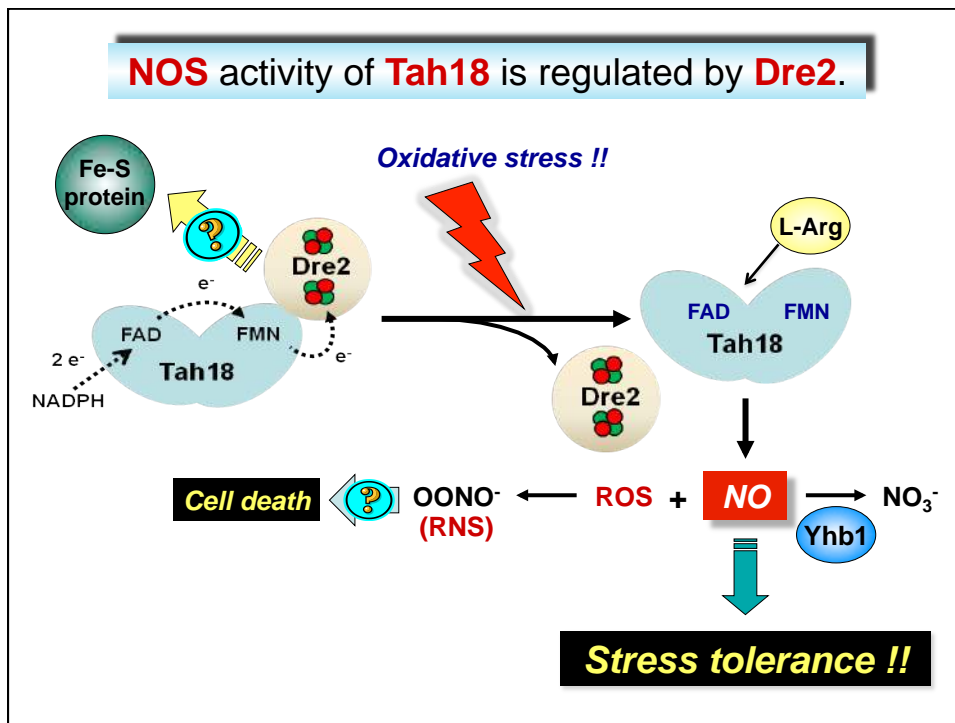 NOS activity of Tah18 is regulated by Dre2.
Oxidative stress !!
Fe-S
protein
?
Dre2
L-Arg
e-
FAD
FMN
e-
2 e-
Tah18
NADPH
FAD
FMN
Tah18
Dre2
Cell death
?
OONO-
(RNS)
ROS
+
NO
NO3-
Yhb1
Stress tolerance !!